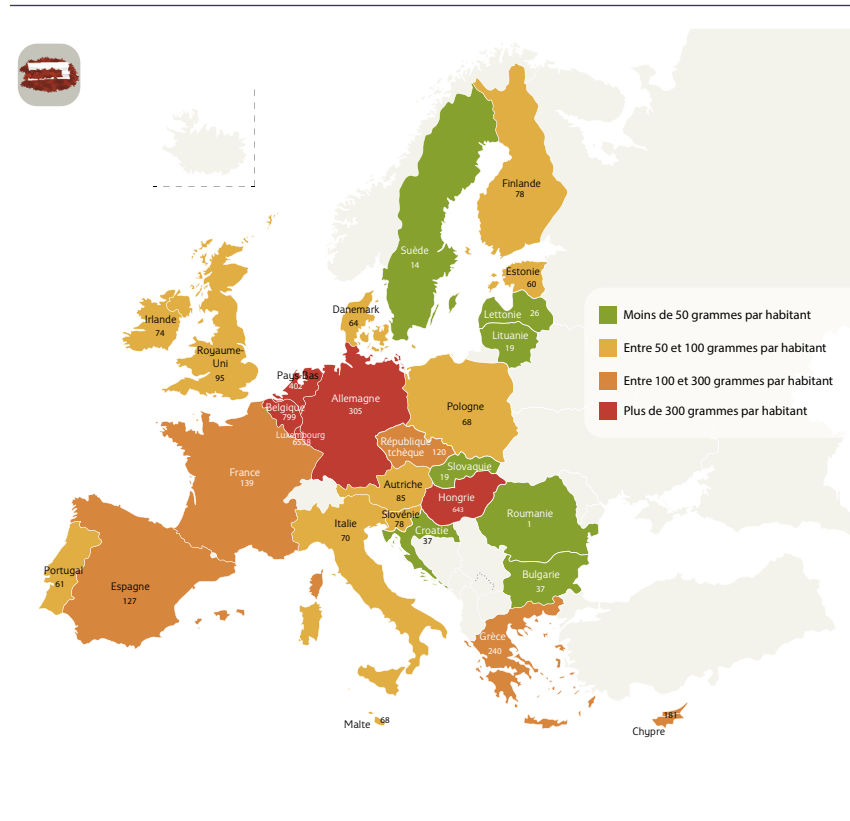 Finlande
78
Suède
14
Estonie
60
Lettonie 26
Lituanie
19
Danemark
64
Irlande
74
Royaume-
Uni
95
Pays-Bas
402
Belgique
799
Luxembourg
6538
Allemagne
305
Pologne
68
République
tchèque 120
Slovaquie
19
France
139
Autriche
85
Hongrie
643
Slovénie
78
Croatie
37
Italie
70
Roumanie
1
Bulgarie
37
Portugal
61
Espagne
127
Grèce
240
Malte 68
181
Chypre
Moins de 50 grammes par habitant
Entre 50 et 100 grammes par habitant
Entre 100 et 300 grammes par habitant
Plus de 300 grammes par habitant